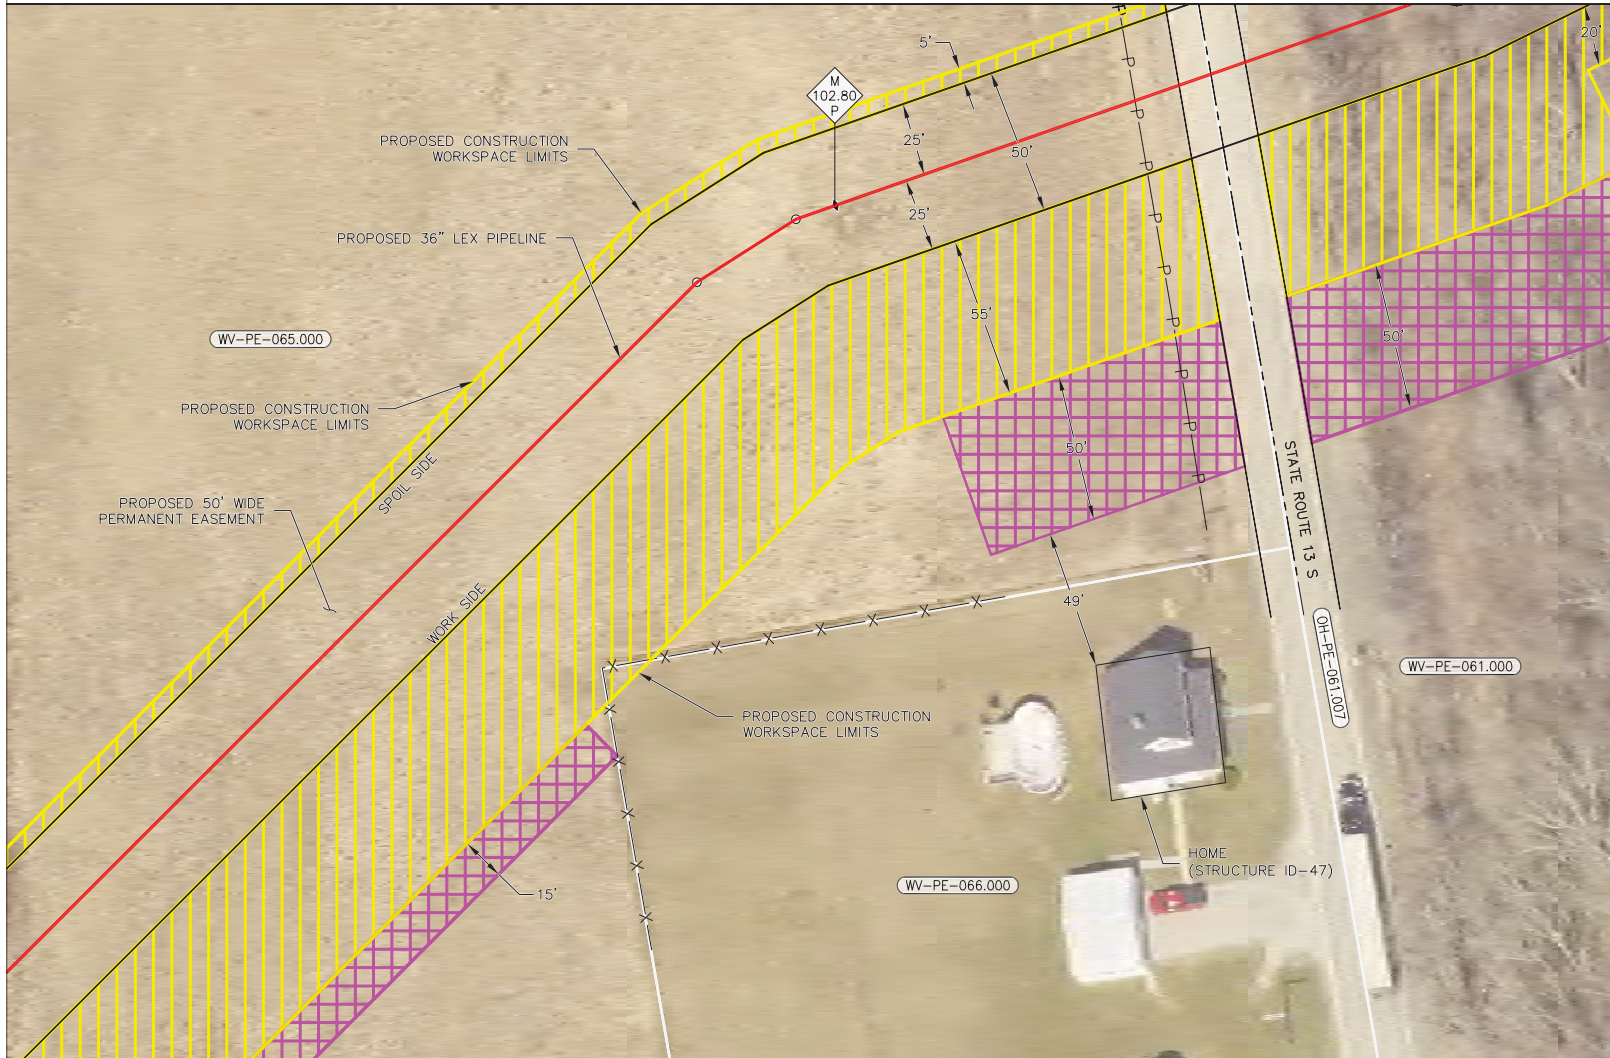 5'
20'
M
102.80
P
25'
50'
PROPOSED CONSTRUCTION
WORKSPACE LIMITS
25'
PROPOSED 36" LEX PIPELINE
55'
50'
WV-PE-065.000
PROPOSED CONSTRUCTION
WORKSPACE LIMITS
50'
SPOIL SIDE
STATE ROUTE 13 S
PROPOSED 50' WIDE
PERMANENT EASEMENT
49'
WORK SIDE
OH-PE-061.007
WV-PE-061.000
PROPOSED CONSTRUCTION
WORKSPACE LIMITS
HOME
(STRUCTURE ID-47)
WV-PE-066.000
15'
P
P
P
P
P
P
P
P
P
P
P